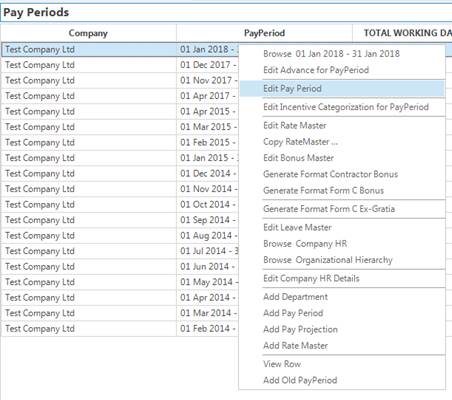 Pay Periods
Company PayPeriod TOTAL WORKING DA
Test Company Ltd 01 Jan 2018 -
Test Company Ltd 01 Dec 2017 -
Test Company Ltd 01 Nov 2017 -
Test Company Ltd 01 Apr 2017 -
Test Company Ltd 01 Apr 2015 -
Test Company Ltd 01 Mar 2015 -
Test Company Ltd 01 Feb 2015 -
Test Company Ltd 01 Jan 2015 -
Test Company Ltd 01 Dec 2014 -
Test Company Ltd 01 Nov 2014 -
Test Company Ltd 01 Oct 2014 -
Test Company Ltd 01 Sep 2014 -
Test Company Ltd 01 Aug 2014 -
Test Company Ltd 01 Jul 2014 - 3
Test Company Ltd 01 Jun 2014 -
Test Company Ltd 01 May 2014 -
Test Company Ltd 01 Apr 2014 -
Test Company Ltd 01 Mar 2014 -
Test Company Ltd 01 Feb 2014 -
Browse 01 Jan 2018 - 31 Jan 2018
Edit Advance for PayPeriod
Edit Pay Period
Edit Incentive Categorization for PayPeriod
Edit Rate Master
Copy RateMaster ...
Edit Bonus Master
Generate Format Contractor Bonus
Generate Format Form C Bonus
Generate Format Form C Ex-Gratia
Edit Leave Master
Browse Company HR
Browse Organizational Hierarchy
Edit Company HR Details
Add Department
Add Pay Period
Add Pay Projection
Add Rate Master
View Row
Add Old PayPeriod